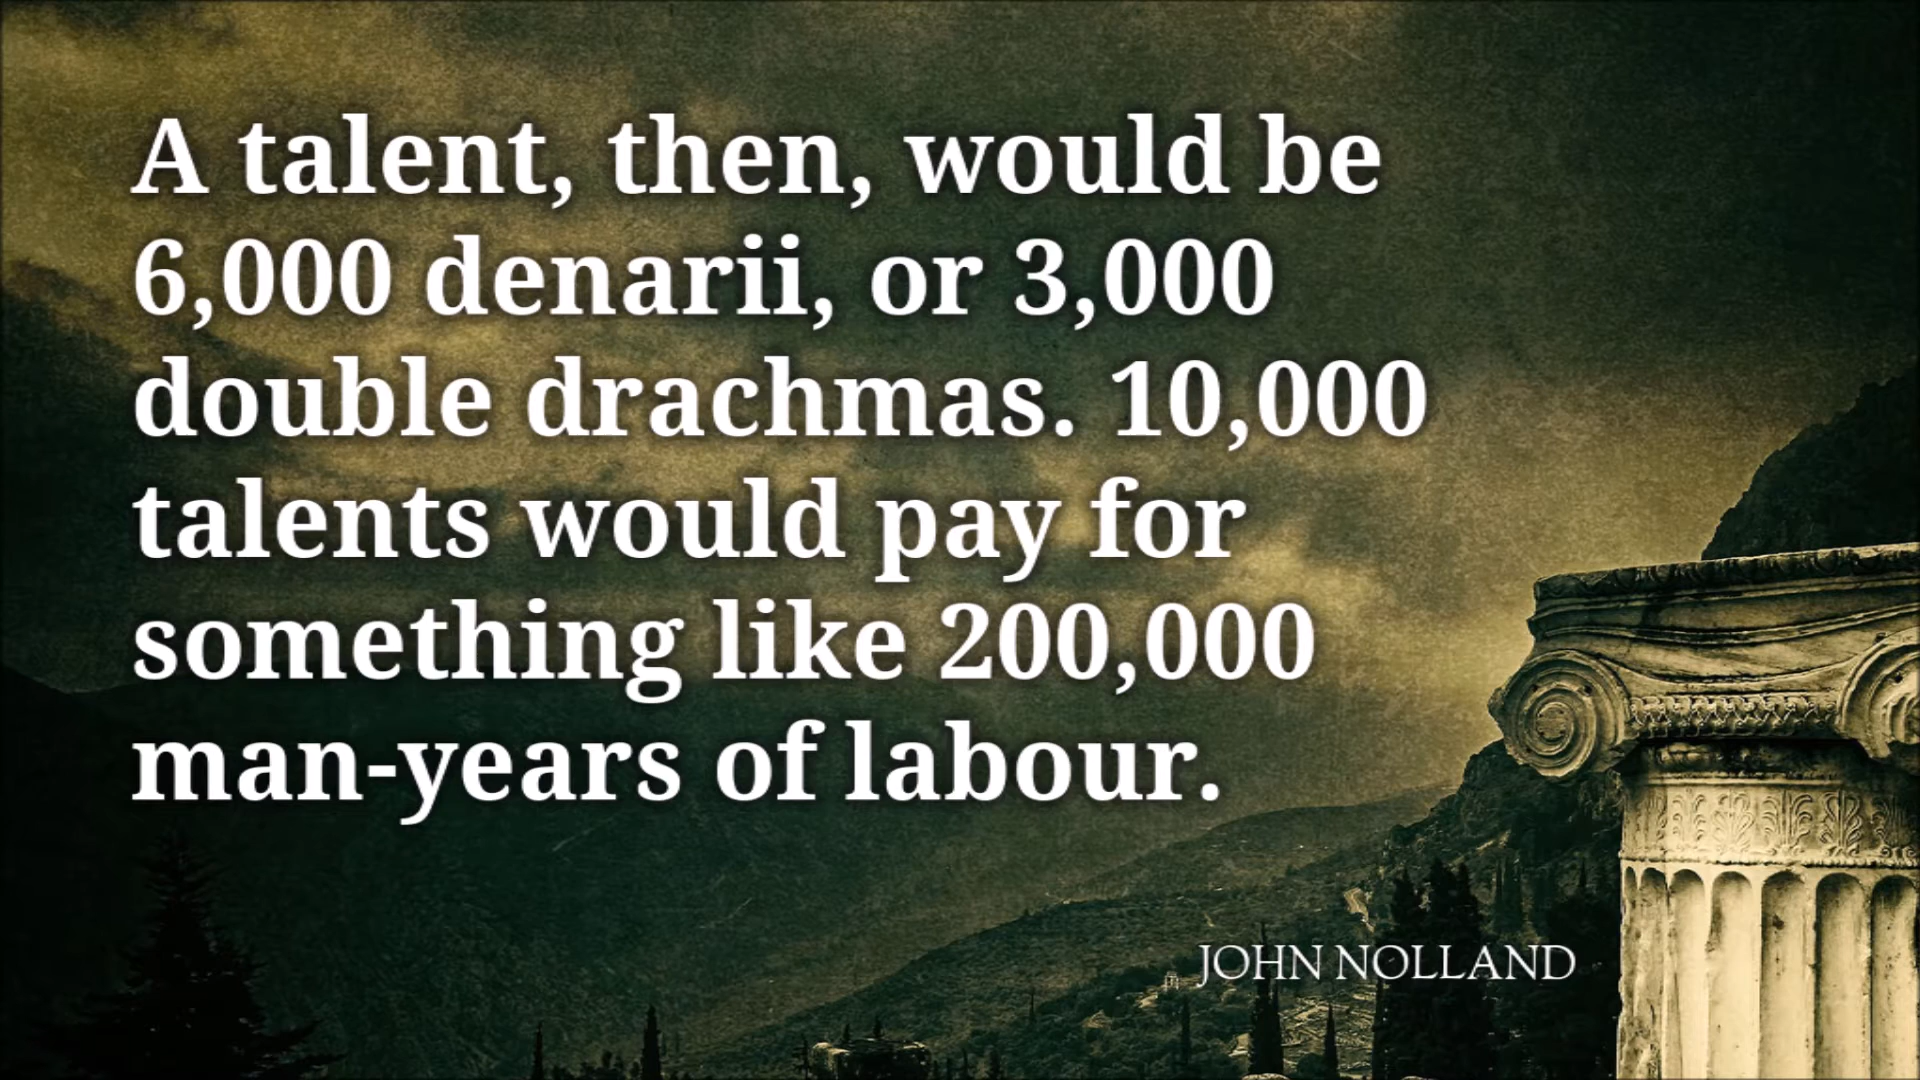 A talent, then, would be
6,000 denarii, or 3,000
double drachmas. 10,000
talents would pay for
something like 200,000
man-years of labour.
JOHN NOLLAND